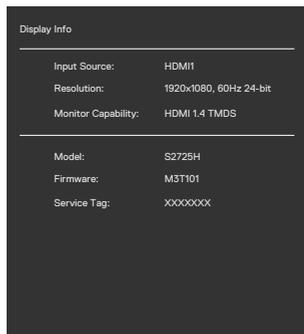 Display Info
Input Source: HDMI1
Resolution: 1920x1080, 60Hz 24-bit
Monitor Capability: HDMI 1.4 TMDS
Model: S2725H
Firmware: M3T101
Service Tag: XXXXXXX